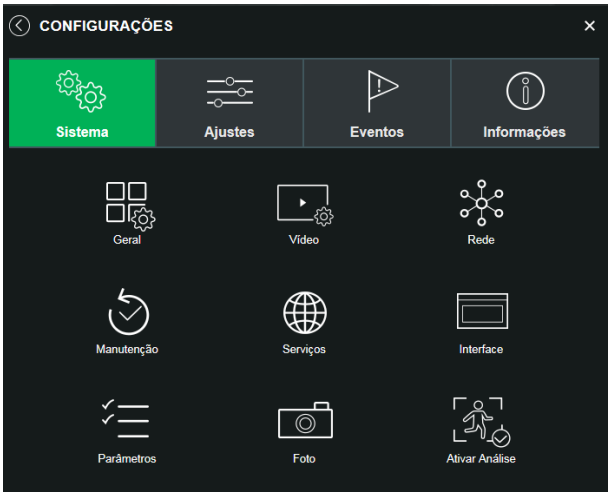 CONFIGURAÇÕES
Sistema
Ajustes
Eventos
Informações
Geral
Vídeo
Rede
Manutenção
Serviços
Interface
Parâmetros
Foto
Ativar Análise